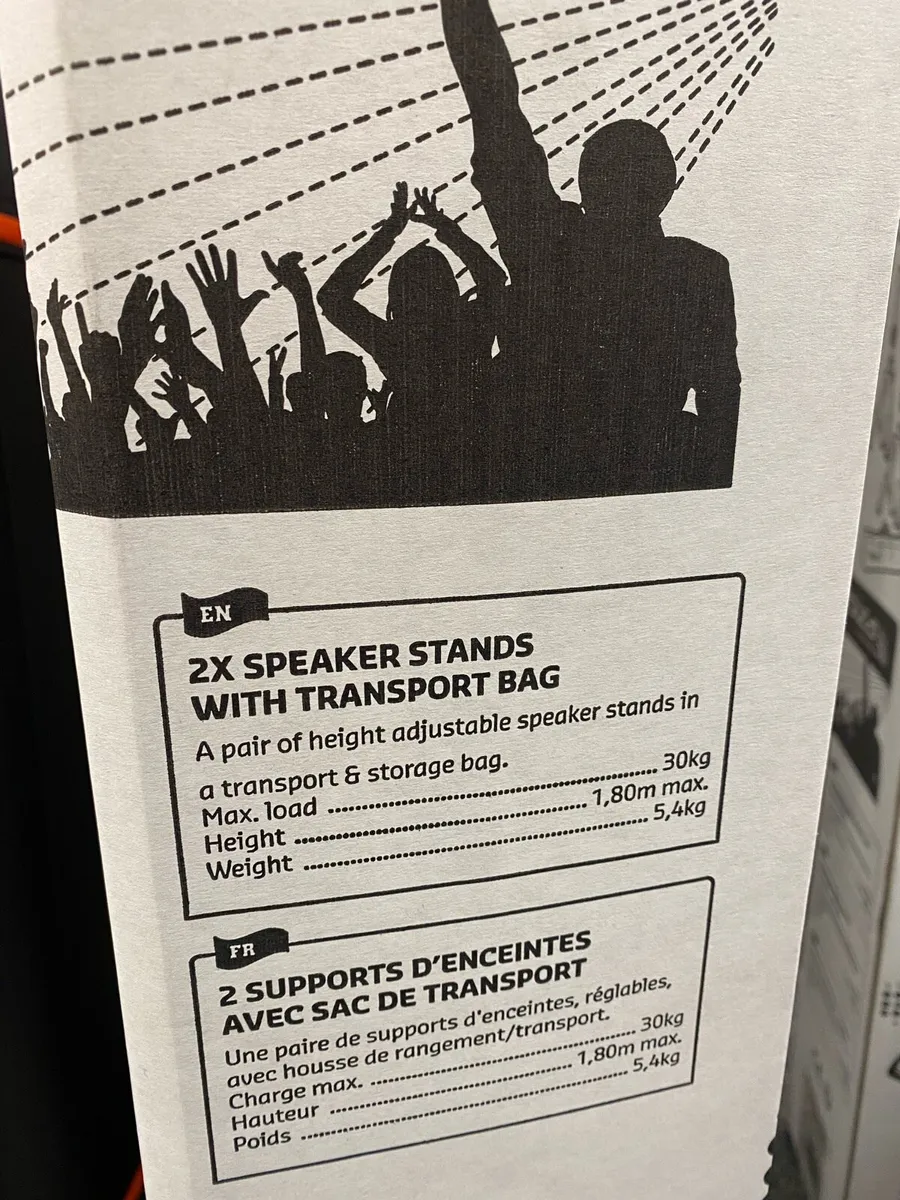 EN
2X SPEAKER STANDS
WITH TRANSPORT BAG
A pair of height adjustable speaker stands in
a transport & storage bag.
Max. load ........................................ 30kg
Height ........................................ 1,80m max.
Weight ........................................ 5,4kg
FR
2 SUPPORTS D'ENCEINTES
AVEC SAC DE TRANSPORT
Une paire de supports d'enceintes, réglables,
avec housse de rangement/transport.
Charge max. ........................................ 30kg
Hauteur ........................................ 1,80m max.
Poids ........................................ 5,4kg